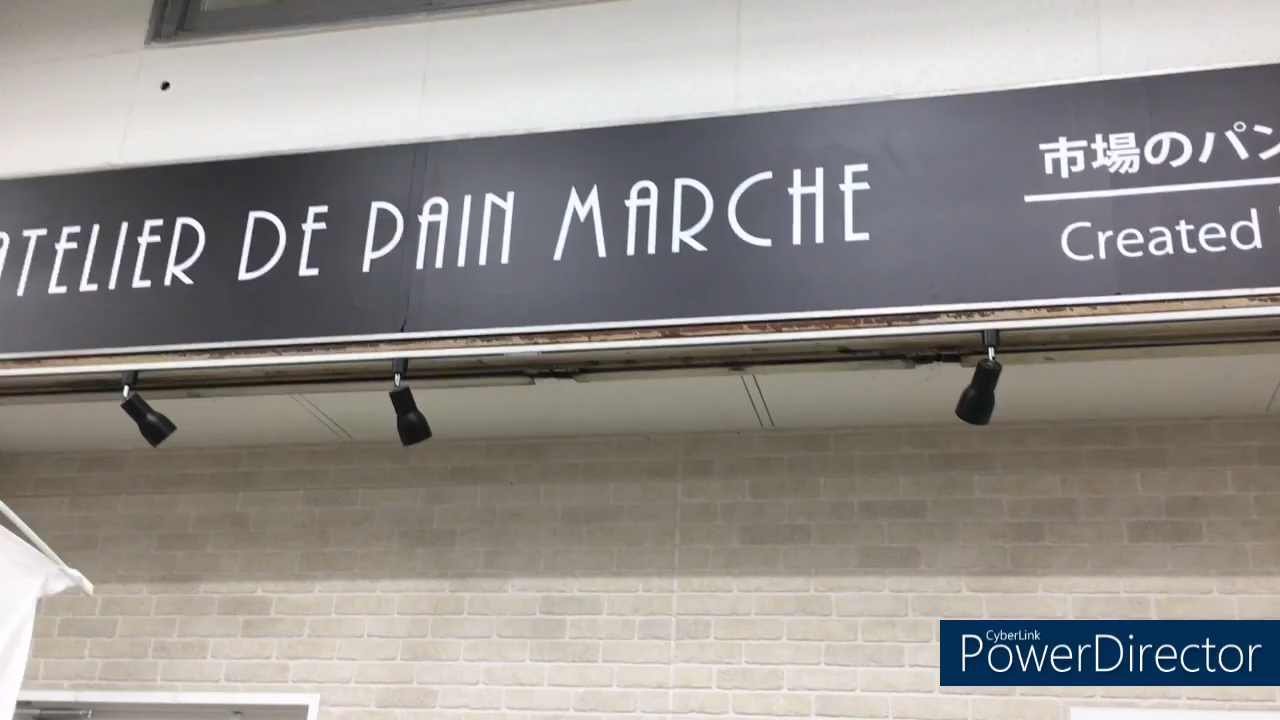 ATELIER DE PAIN MARCHE
市場のパン
Created
CyberLink
PowerDirector